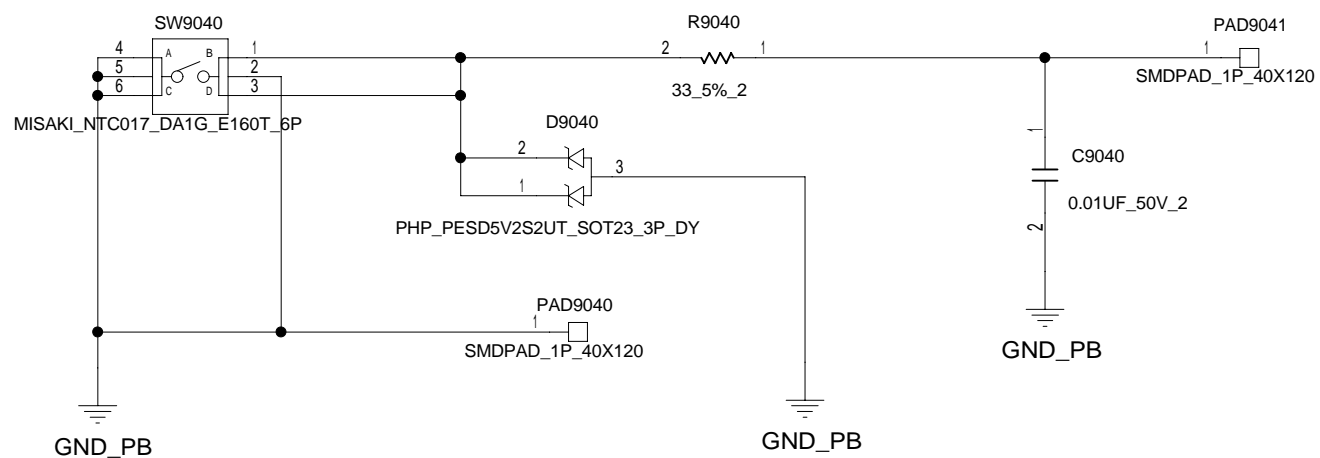 SW9040
R9040
PAD9041
4
A
B
1
2
1
1
5
2
6
C
D
3
SMDPAD_1P_40X120
33_5%_2
MISAKI_NTC017_DA1G_E160T_6P
D9040
1
2
3
C9040
1
0.01UF_50V_2
PHP_PESD5V2S2UT_SOT23_3P_DY
2
PAD9040
1
SMDPAD_1P_40X120
GND_PB
GND_PB
GND_PB